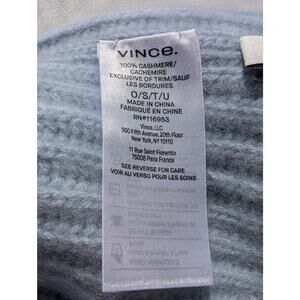 VINCE.
100% CASHMERE/
CACHEMIRE
EXCLUSIVE OF TRIM/SAUF
LES BORDURES
O/S/T/U
MADE IN CHINA
FABRIQUÉ EN CHINE
RN#116953
Vince, LLC
500 Fifth Avenue, 20th Floor
New York, NY 10110
11 Rue Saint Florentin
75008 Paris France
SEE REVERSE FOR CARE
VOIR AU VERSO POUR LES SOINS